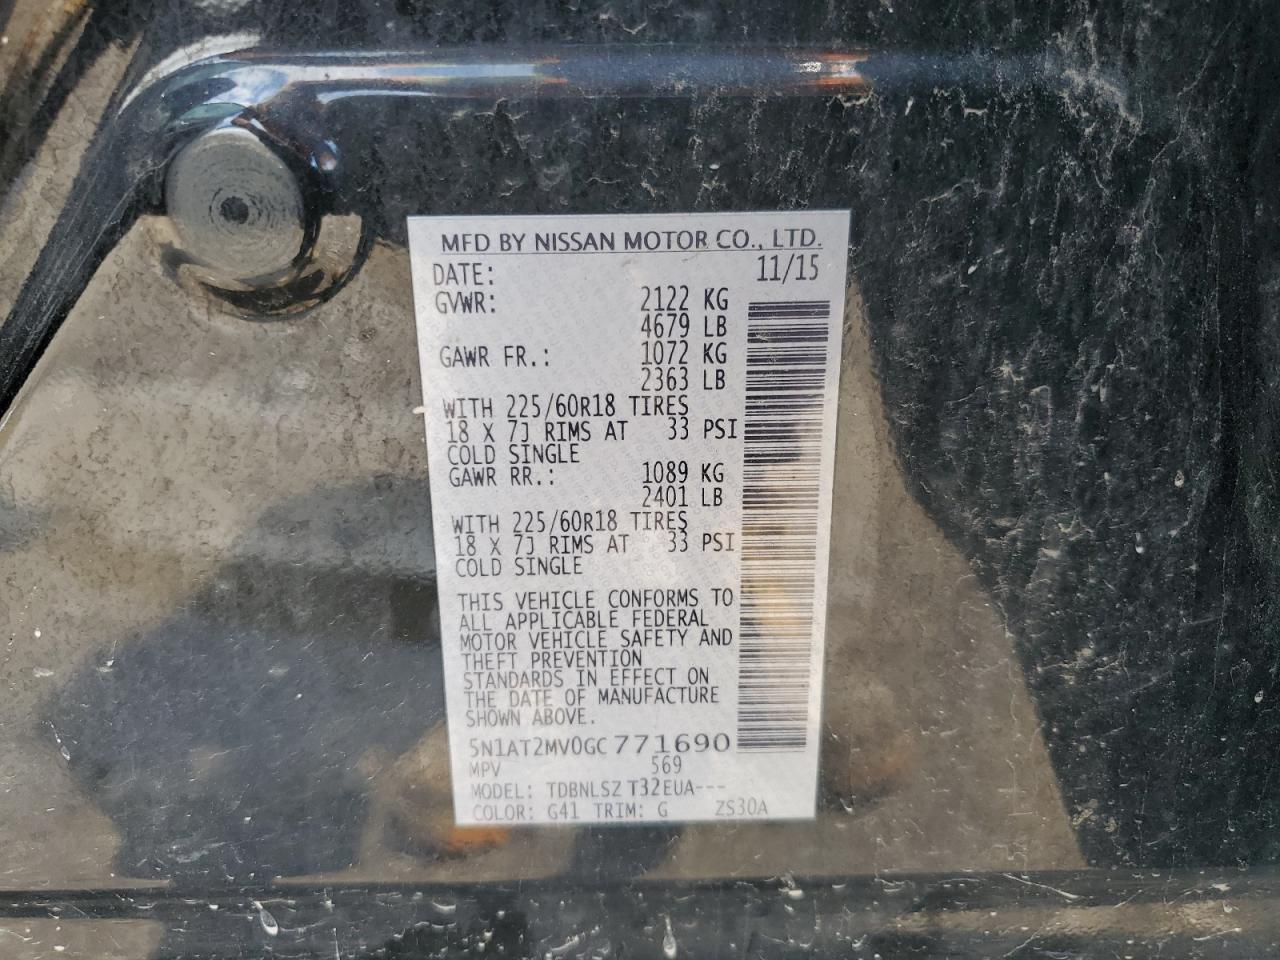 MFD BY NISSAN MOTOR CO., LTD.
DATE: 11/15
GVWR: 2122 KG
4679 LB
GAWR FR.: 1072 KG
2363 LB
WITH 225/60R18 TIRES
18 X 7J RIMS AT 33 PSI
COLD SINGLE
GAWR RR.: 1089 KG
2401 LB
WITH 225/60R18 TIRES
18 X 7J RIMS AT 33 PSI
COLD SINGLE
THIS VEHICLE CONFORMS TO
ALL APPLICABLE FEDERAL
MOTOR VEHICLE SAFETY AND
THEFT PREVENTION
STANDARDS IN EFFECT ON
THE DATE OF MANUFACTURE
SHOWN ABOVE.
5N1AT2MV0GC771690
MPV 569
MODEL: TDBNLSZ T32EUA---
COLOR: G41 TRIM: G ZS30A